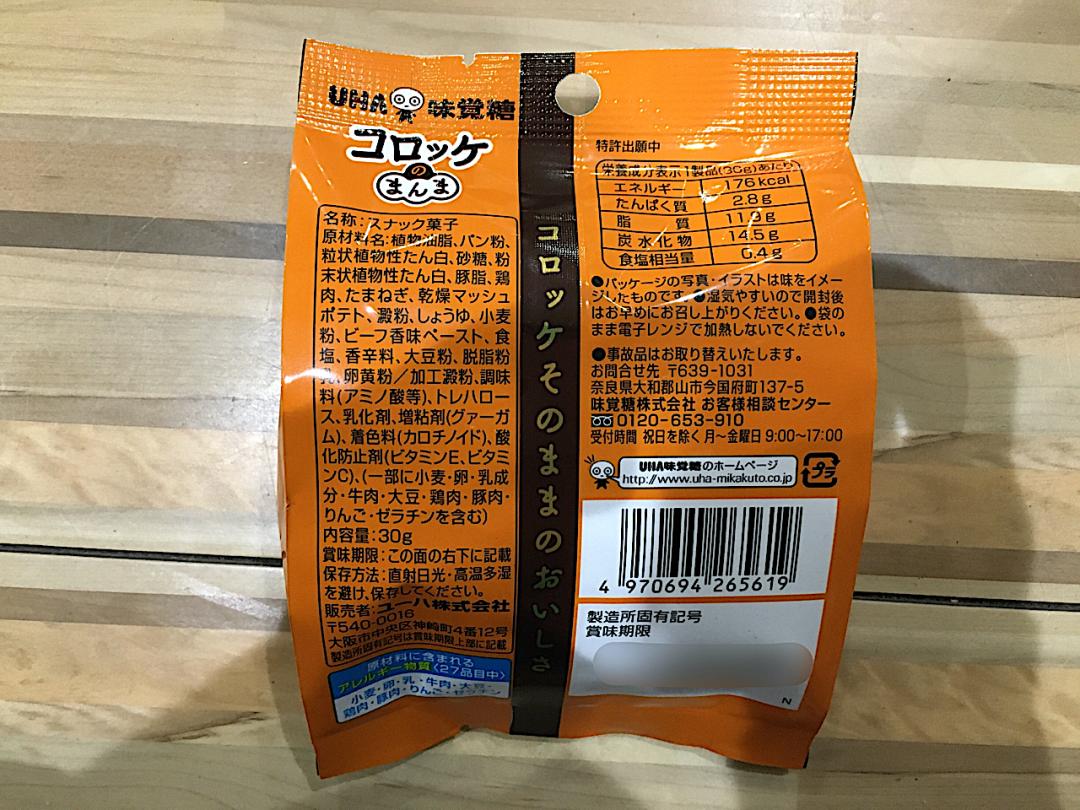 UHA 味覚糖
コロッケ
の
まんま
名称:スナック菓子
原材料名:植物油脂、パン粉、
粒状植物性たん白、砂糖、粉
末状植物性たん白、豚脂、鶏
肉、たまねぎ、乾燥マッシュ
ポテト、澱粉、しょうゆ、小麦
粉、ビーフ香味ペースト、食
塩、香辛料、大豆粉、脱脂粉
乳、卵黄粉/加工澱粉、調味
料(アミノ酸等)、トレハロー
ス、乳化剤、増粘剤(グァーガ
ム)、着色料(カロチノイド)、酸
化防止剤(ビタミンE、ビタミ
ンC)、(一部に小麦・卵・乳成
分・牛肉・大豆・鶏肉・豚肉・
りんご・ゼラチンを含む)
内容量:30g
賞味期限:この面の右下に記載
保存方法:直射日光・高温多湿
を避け、保存してください。
販売者:ユーハ株式会社
〒540-0016
大阪市中央区神崎町4番12号
製造所固有記号は賞味期限上部に記載
原材料に含まれる
アレルギー物質(27品目中)
小麦・卵・乳・牛肉・大豆・
鶏肉・豚肉・りんご・ゼラチン
コロッケそのままのおいしさ
特許出願中
栄養成分表示1製品(30g)あたり
エネルギー 176kcal
たんぱく質 2.8g
脂質 11.9g
炭水化物 14.5g
食塩相当量 0.4g
●パッケージの写真・イラストは味をイメー
ジしたものです。●湿気やすいので開封後
はお早めにお召し上がりください。●袋の
まま電子レンジで加熱しないでください。
●事故品はお取り替えいたします。
お問合せ先 〒639-1031
奈良県大和郡山市今国府町137-5
味覚糖株式会社 お客様相談センター
0120-653-910
受付時間 祝日を除く月~金曜日 9:00~17:00
UHA味覚糖のホームページ
http://www.uha-mikakuto.co.jp
プラ
4 970694 265619
製造所固有記号
賞味期限
N